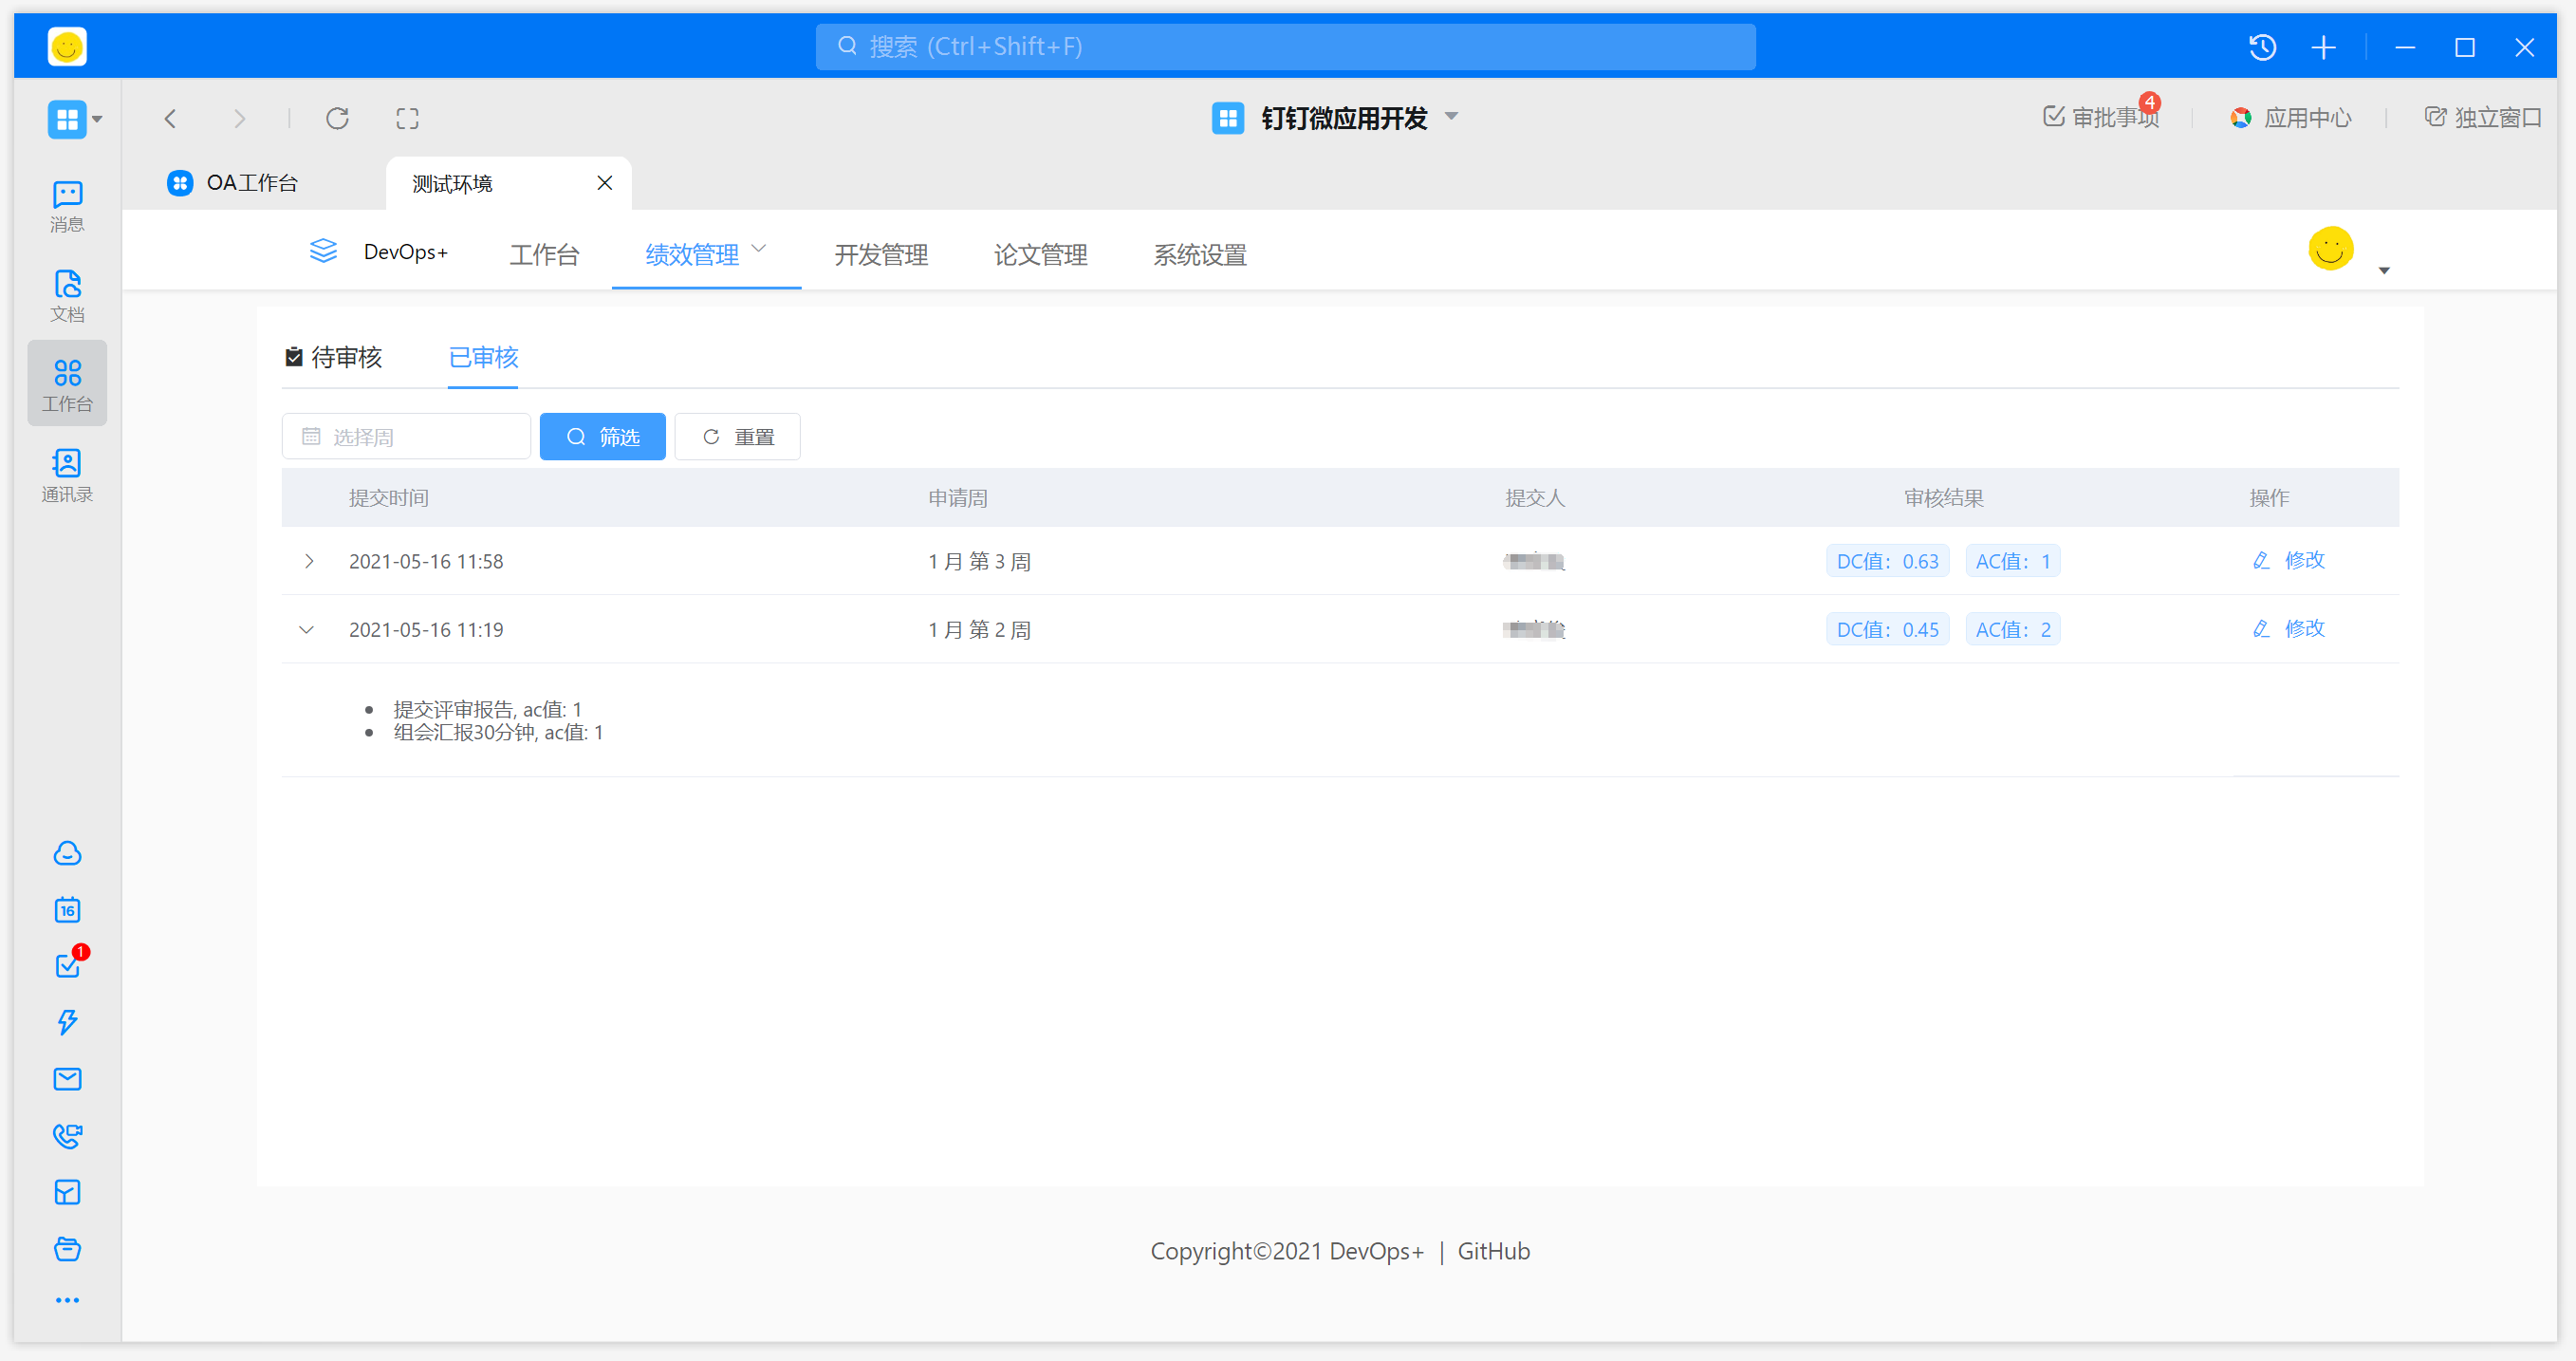 搜索 (Ctrl+Shift+F)
钉钉微应用开发
审批事项
4
应用中心
独立窗口
OA工作台
测试环境
消息
文档
工作台
通讯录
16
1
DevOps+
工作台
绩效管理
开发管理
论文管理
系统设置
待审核
已审核
选择周
筛选
重置
提交时间 申请周 提交人 审核结果 操作
2021-05-16 11:58 1 月 第 3 周 DC值：0.63 AC值：1 修改
2021-05-16 11:19 1 月 第 2 周 DC值：0.45 AC值：2 修改
提交评审报告, ac值: 1
组会汇报30分钟, ac值: 1
Copyright©2021 DevOps+ | GitHub